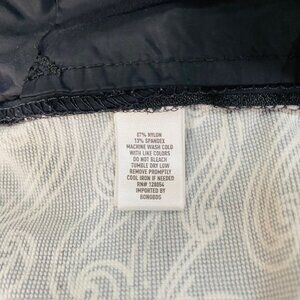 87% NYLON
13% SPANDEX
MACHINE WASH COLD
WITH LIKE COLORS
DO NOT BLEACH
TUMBLE DRY LOW
REMOVE PROMPTLY
COOL IRON IF NEEDED
RN# 128054
IMPORTED BY
BONOBOS